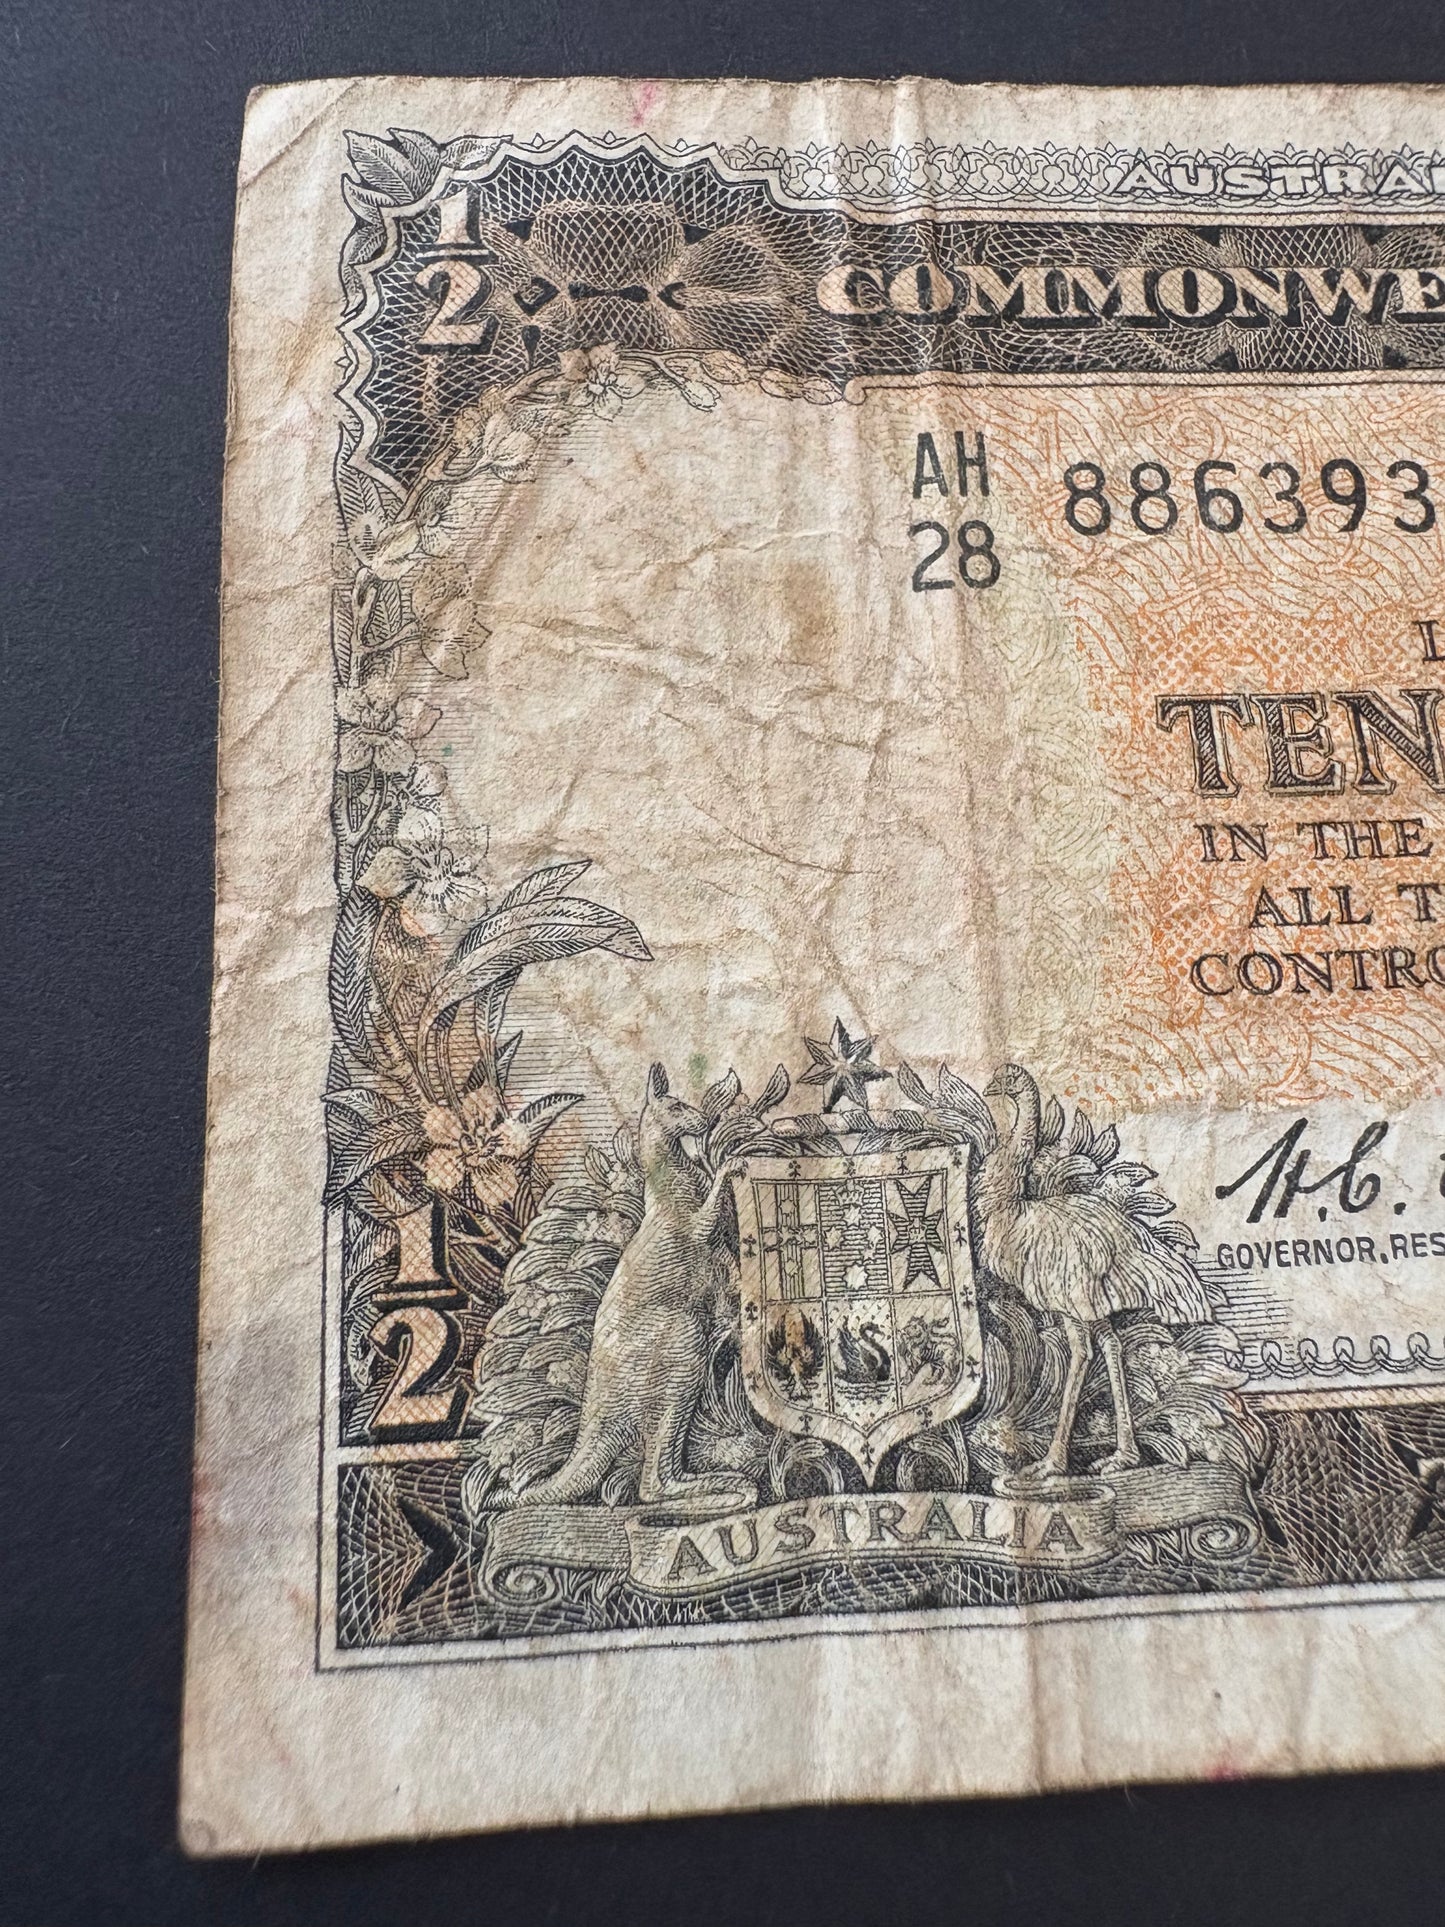 AUSTRA
1/2
COMMONWE
AH 886393
28
TEN
IN THE
ALL T
CONTRO
H.C.
GOVERNOR, RES
1/2
AUSTRALIA